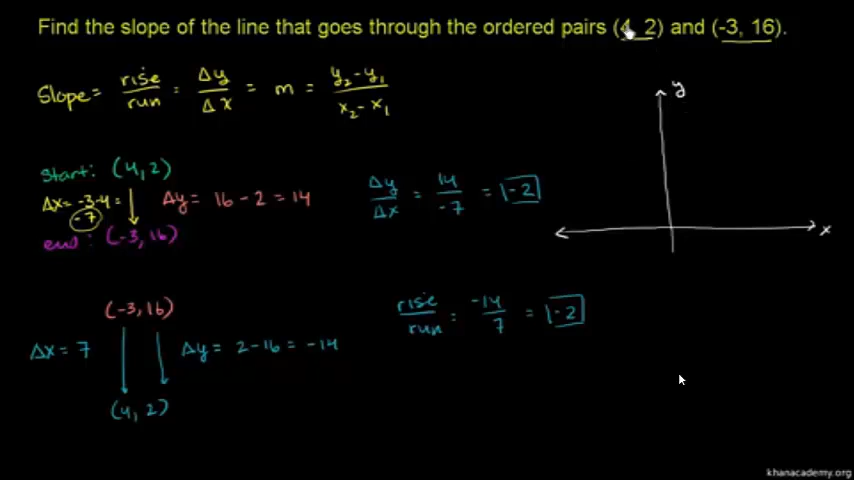 Find the slope of the line that goes through the ordered pairs (4, 2) and (-3, 16).
Slope = rise/run = Δy/Δx = m = y₂-y₁/x₂-x₁
y
start: (4,2)
Δx = -3-4 = -7
Δy = 16-2 = 14
Δy/Δx = 14/-7 = -2
end: (-3,16)
x
(-3,16)
Δx = 7
Δy = 2-16 = -14
rise/run = -14/7 = -2
(4,2)
khanacademy.org